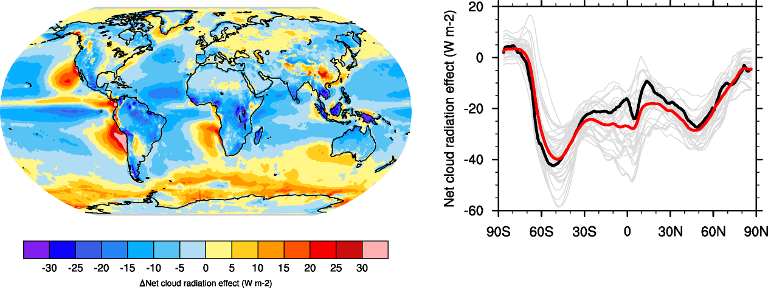 -30 -25 -20 -15 -10 -5 0 5 10 15 20 25 30
ΔNet cloud radiation effect (W m-2)
Net cloud radiation effect (W m-2)
20
0
-20
-40
-60
90S 60S 30S 0 30N 60N 90N